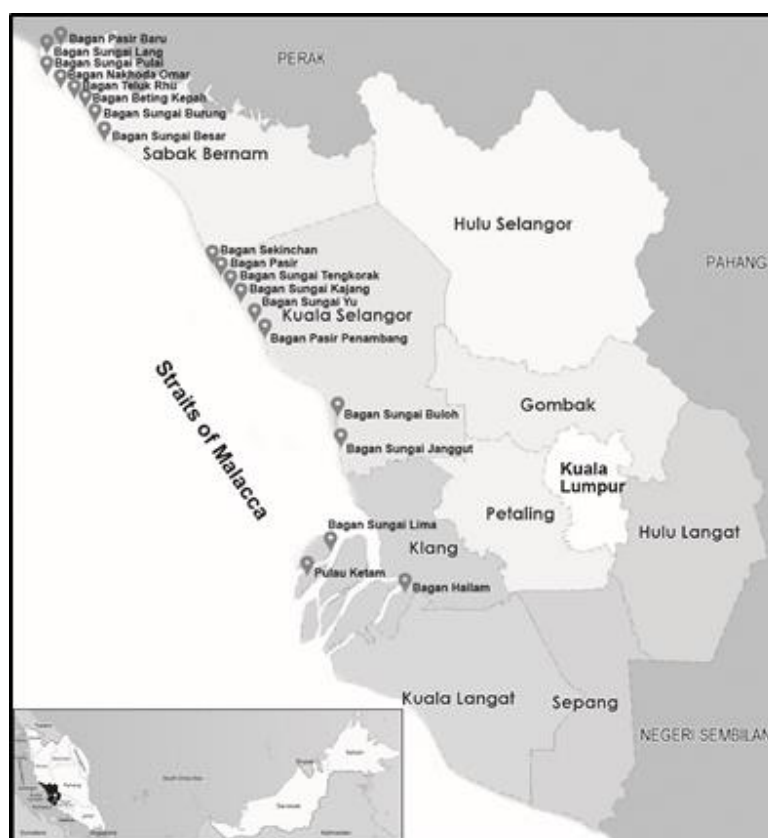 Bagan Pasir Baru
Bagan Sungai Lang
Bagan Sungai Pulai
Bagan Nakhoda Omar
Bagan Teluk Rhu
Bagan Beting Kepah
Bagan Sungai Burung
Bagan Sungai Besar
Sabak Bernam
PERAK
Hulu Selangor
PAHANG
Bagan Sekinchan
Bagan Pasir
Bagan Sungai Tengkorak
Bagan Sungai Kajang
Bagan Sungai Yu
Kuala Selangor
Bagan Pasir Penambang
Straits of Malacca
Bagan Sungai Buloh
Gombak
Bagan Sungai Janggut
Kuala
Lumpur
Petaling
Hulu Langat
Bagan Sungai Lima
Klang
Pulau Ketam
Bagan Hailam
Kuala Langat
Sepang
NEGERI SEMBILAN
Pahang
Sarawak